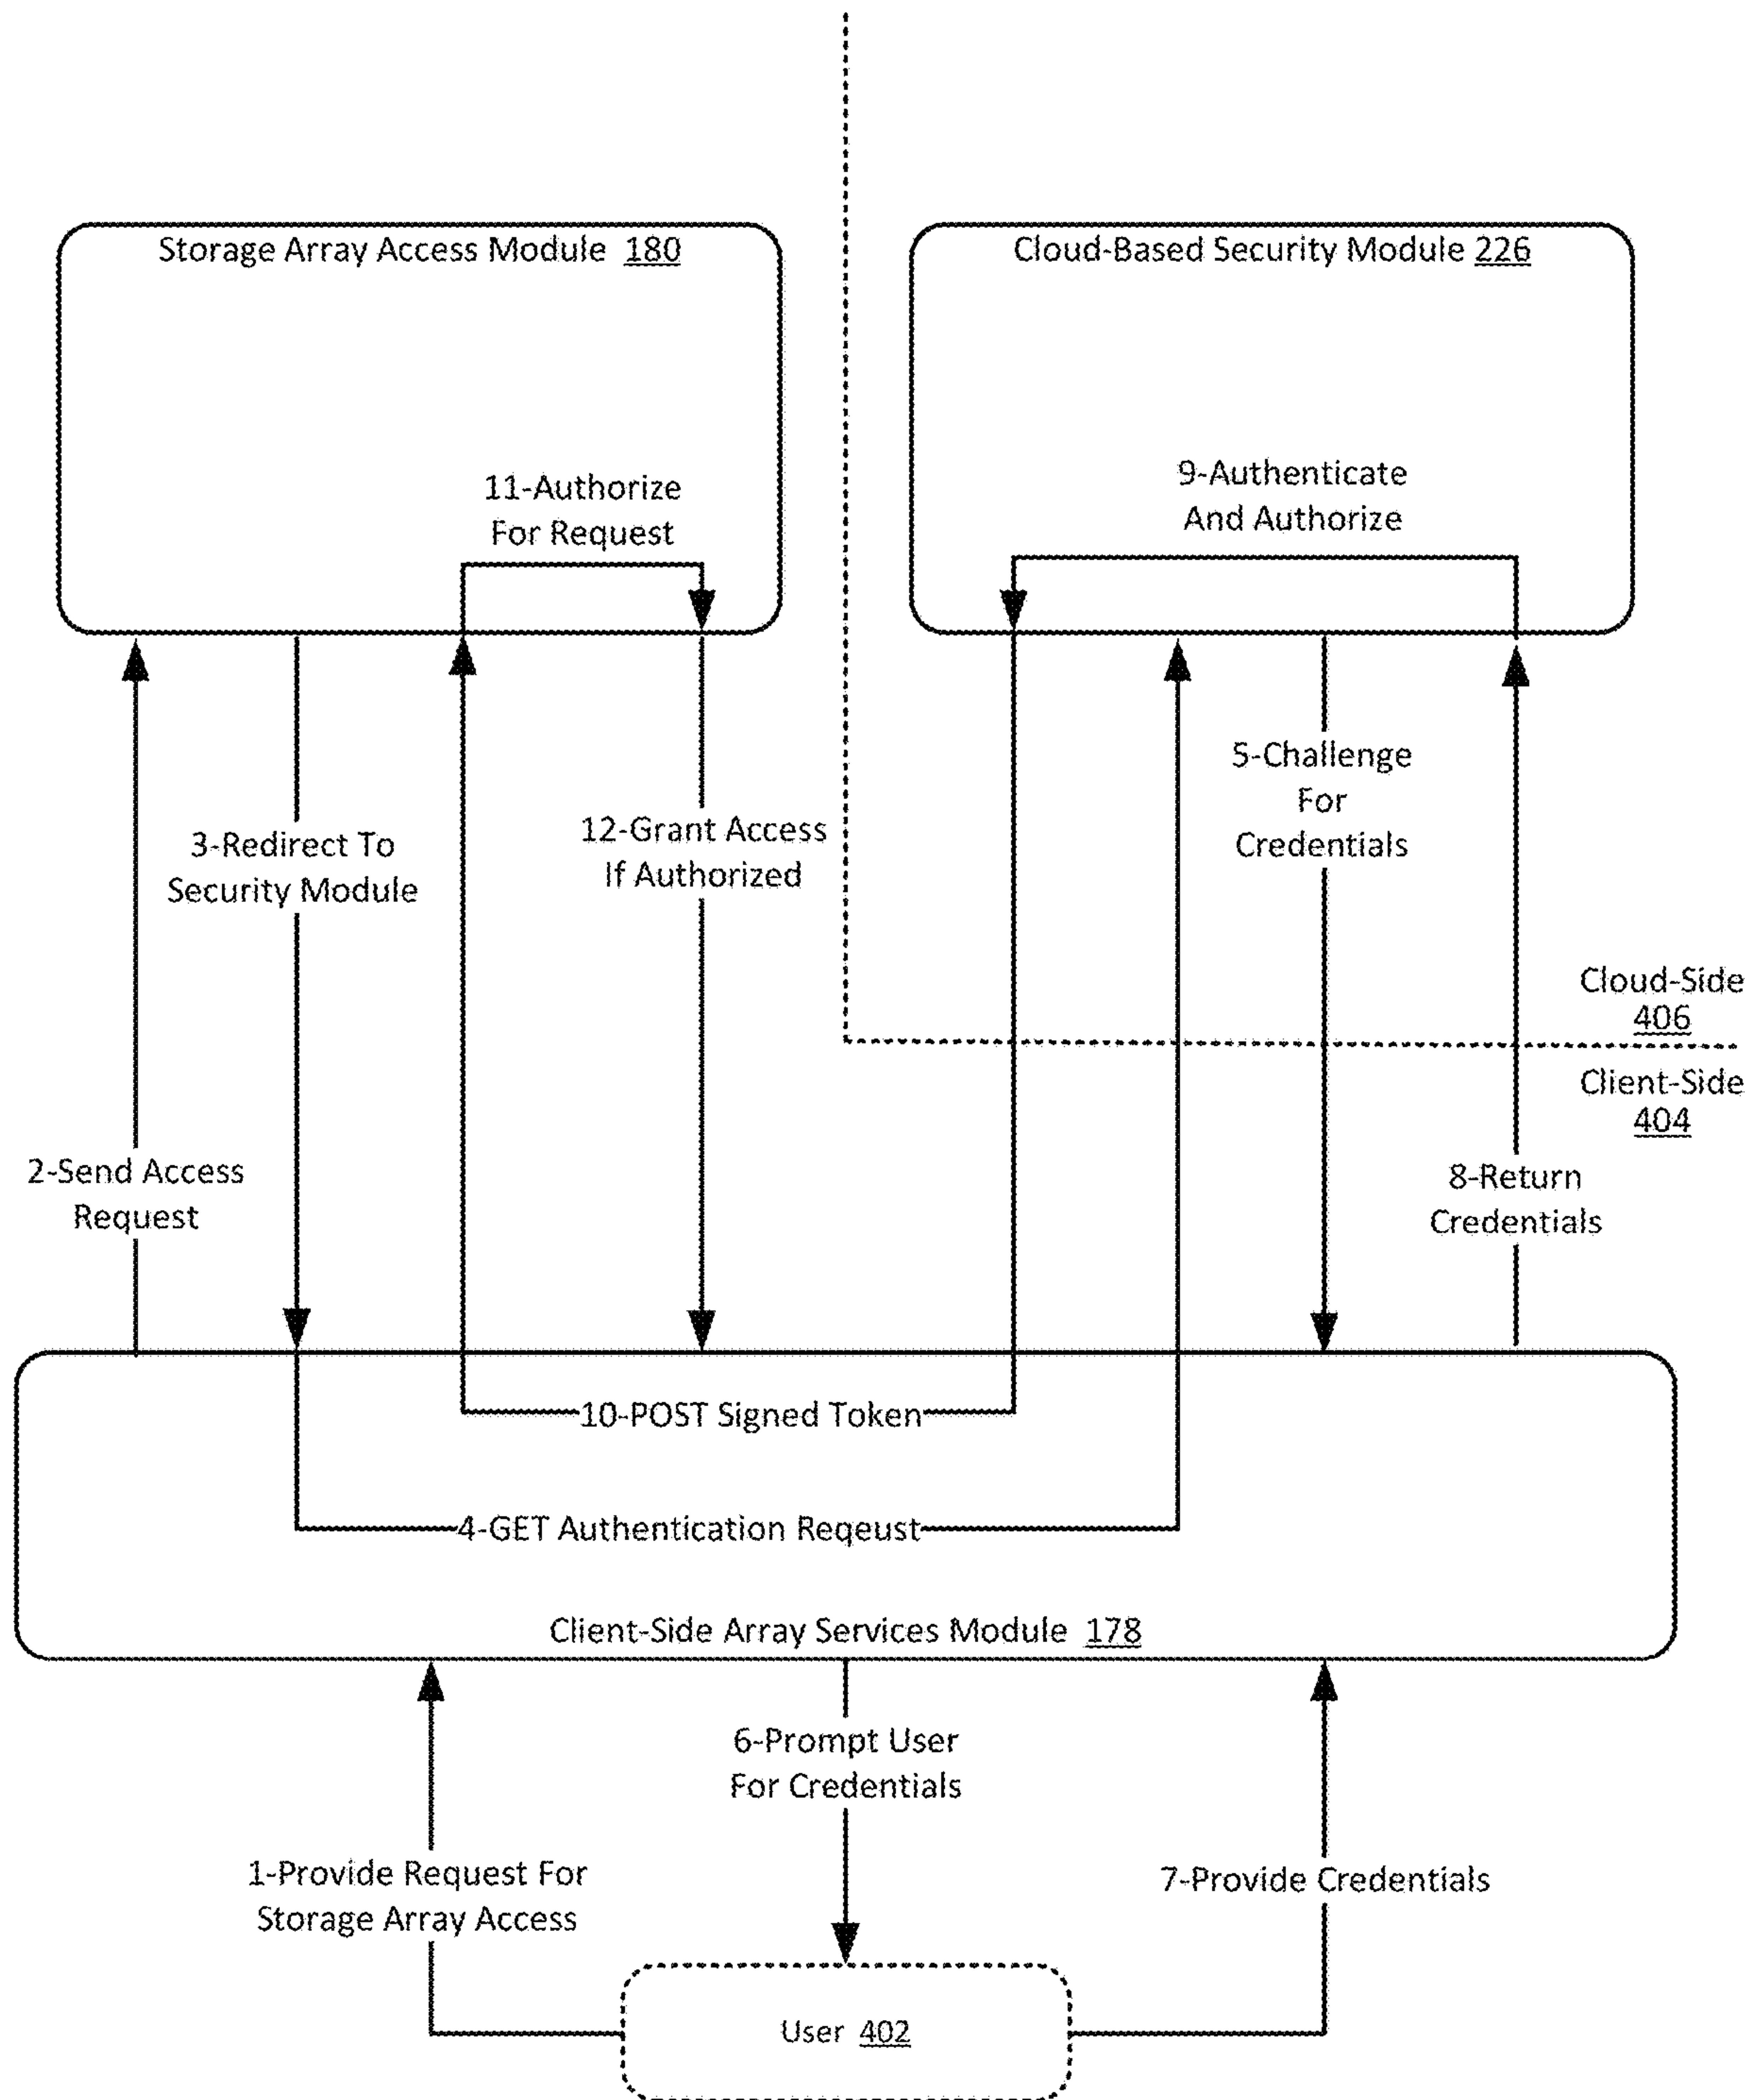 Storage Array Access Module 180
Cloud-Based Security Module 226
11-Authorize
For Request
9-Authenticate
And Authorize
5-Challenge
For
Credentials
3-Redirect To
Security Module
12-Grant Access
If Authorized
Cloud-Side
406
Client-Side
404
2-Send Access
Request
8-Return
Credentials
10-POST Signed Token
4-GET Authentication Reqeust
Client-Side Array Services Module 178
6-Prompt User
For Credentials
1-Provide Request For
Storage Array Access
7-Provide Credentials
User 402